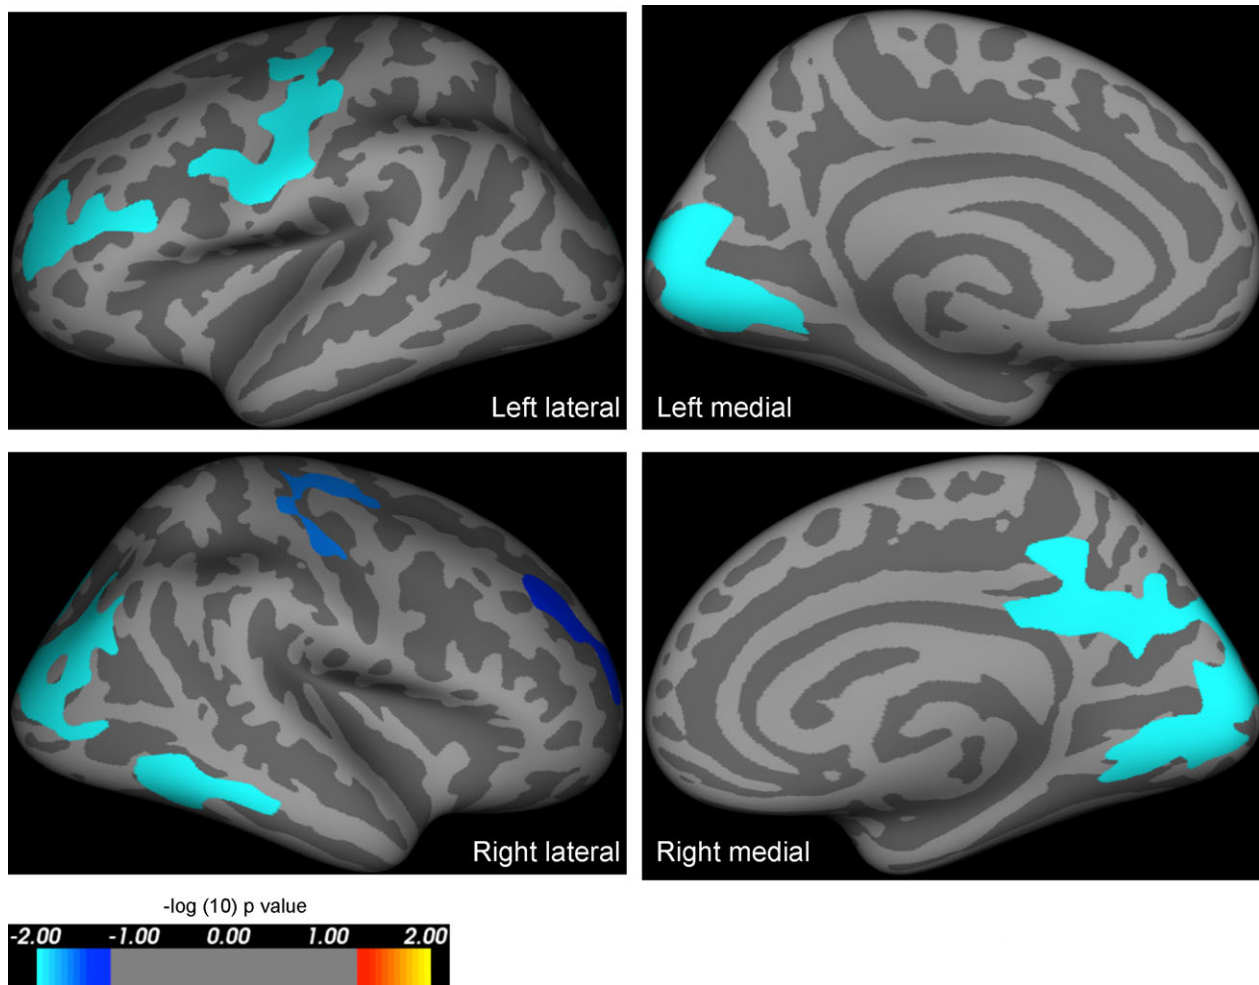 Left lateral
Left medial
Right lateral
Right medial
-log (10) p value
-2.00 -1.00 0.00 1.00 2.00